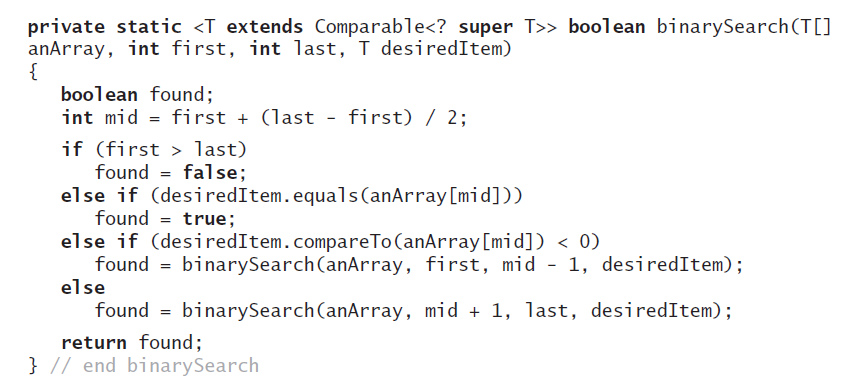 private static <T extends Comparable<? super T>> boolean binarySearch(T[]
anArray, int first, int last, T desiredItem)
{
boolean found;
int mid = first + (last - first) / 2;
if (first > last)
found = false;
else if (desiredItem.equals(anArray[mid]))
found = true;
else if (desiredItem.compareTo(anArray[mid]) < 0)
found = binarySearch(anArray, first, mid - 1, desiredItem);
else
found = binarySearch(anArray, mid + 1, last, desiredItem);
return found;
} // end binarySearch